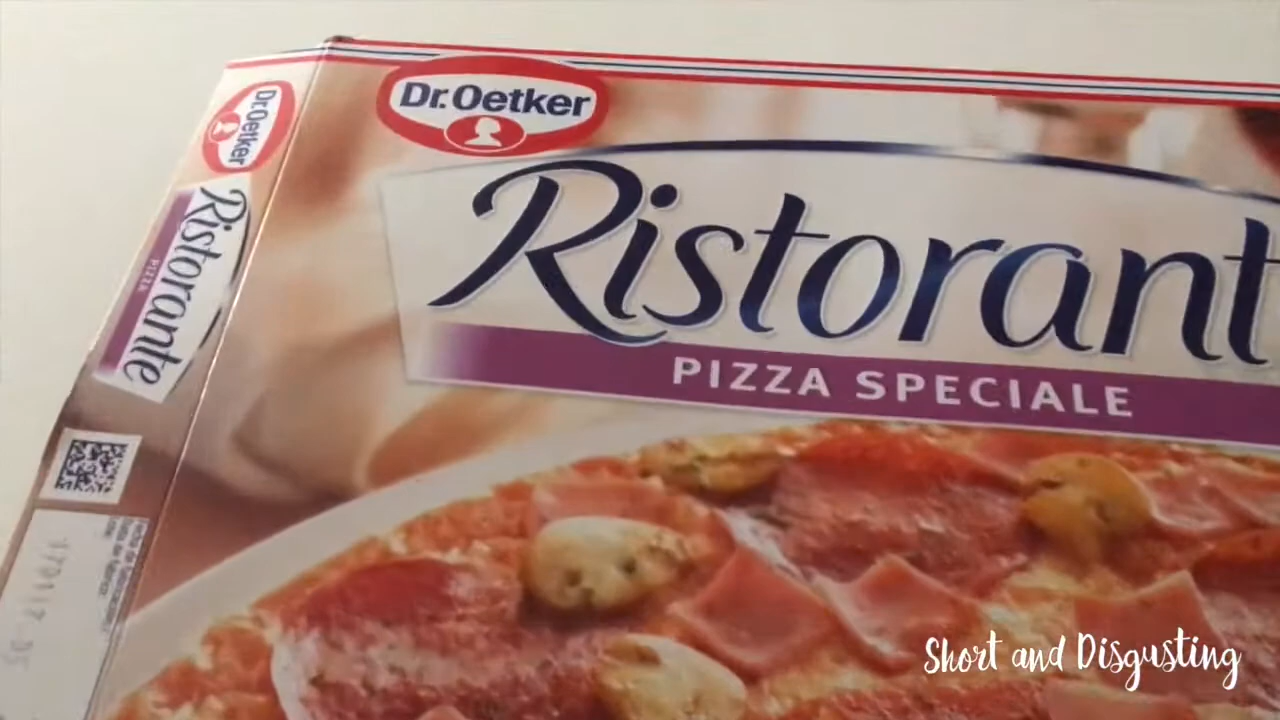 Dr. Oetker
Ristorant
PIZZA SPECIALE
Dr. Oetker
Ristorante
PIZZA
Short and Disgusting